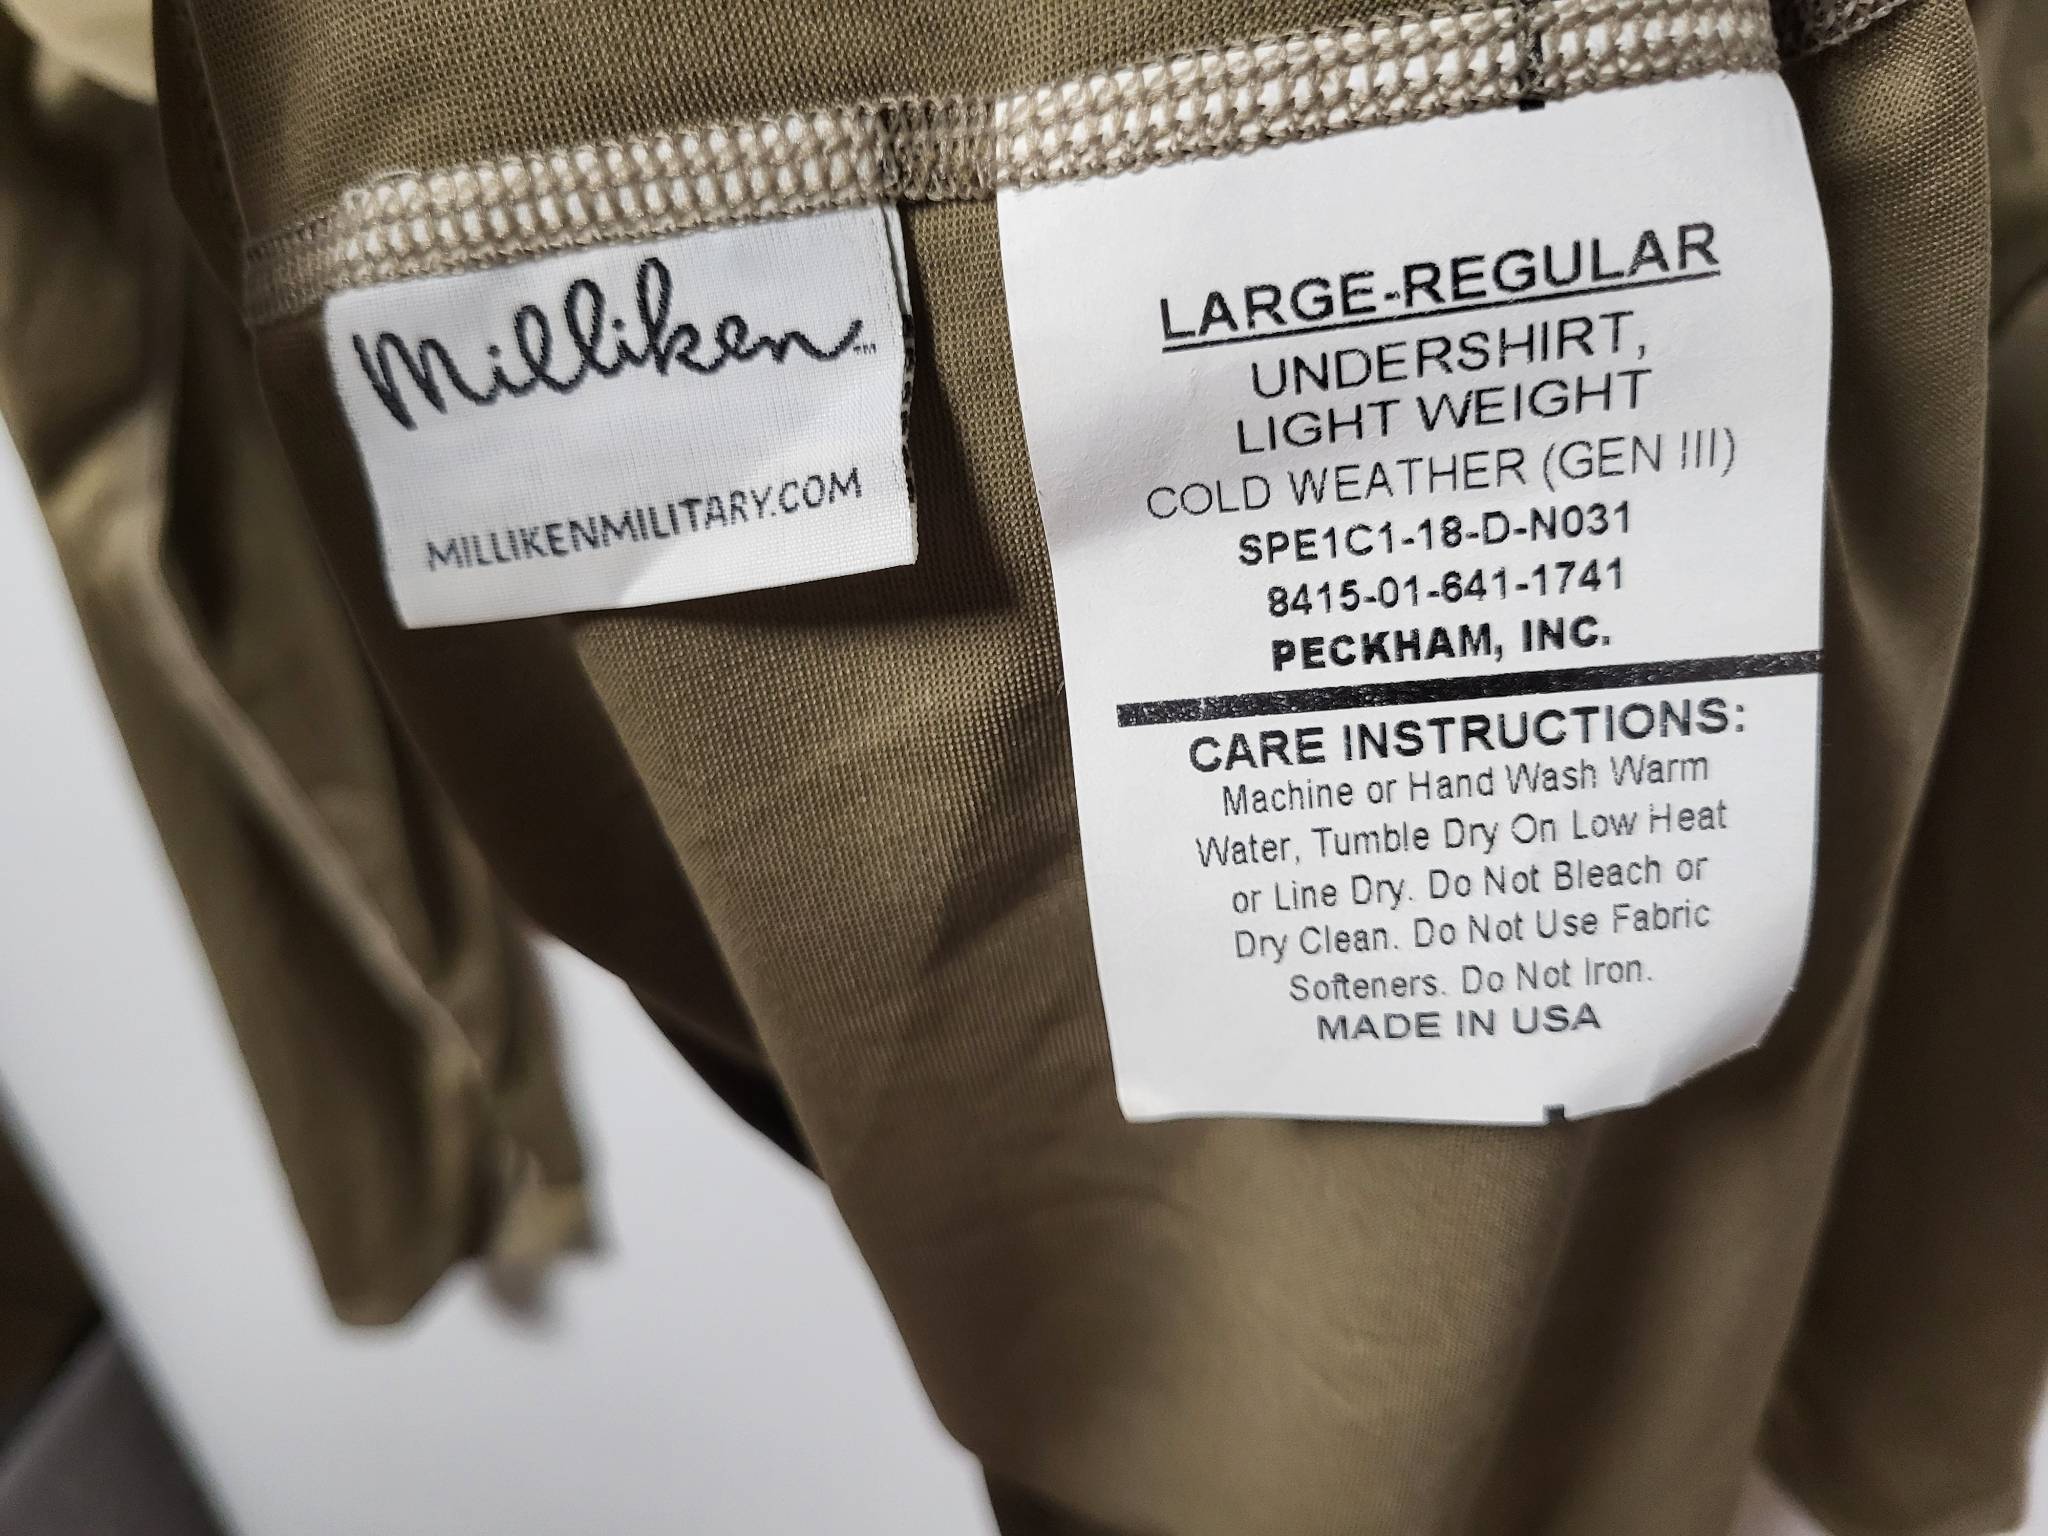 Milliken™
MILLIKENMILITARY.COM
LARGE-REGULAR
UNDERSHIRT,
LIGHT WEIGHT
COLD WEATHER (GEN III)
SPE1C1-18-D-N031
8415-01-641-1741
PECKHAM, INC.
CARE INSTRUCTIONS:
Machine or Hand Wash Warm
Water, Tumble Dry On Low Heat
or Line Dry. Do Not Bleach or
Dry Clean. Do Not Use Fabric
Softeners. Do Not Iron.
MADE IN USA